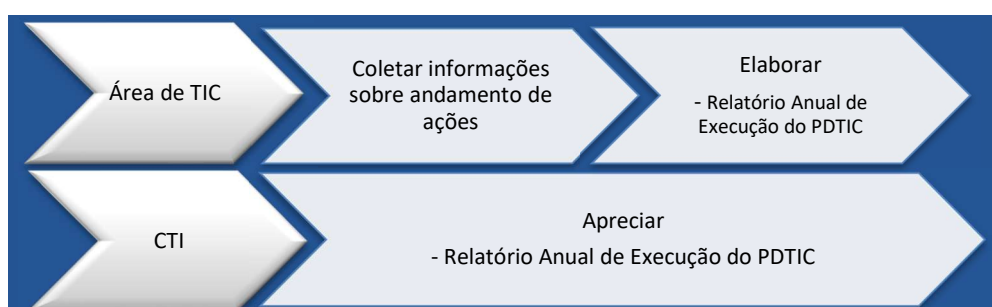 Área de TIC
Coletar informações
sobre andamento de
ações
Elaborar
- Relatório Anual de
Execução do PDTIC
CTI
Apreciar
- Relatório Anual de Execução do PDTIC